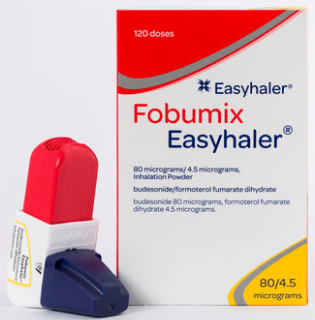 120 doses
Easyhaler®
Fobumix
Easyhaler®
80 micrograms/ 4.5 micrograms,
Inhalation Powder
budesonide/formoterol fumarate dihydrate
budesonide 80 micrograms, formoterol fumarate
dihydrate 4.5 micrograms.
80/4.5
micrograms
Easyhaler